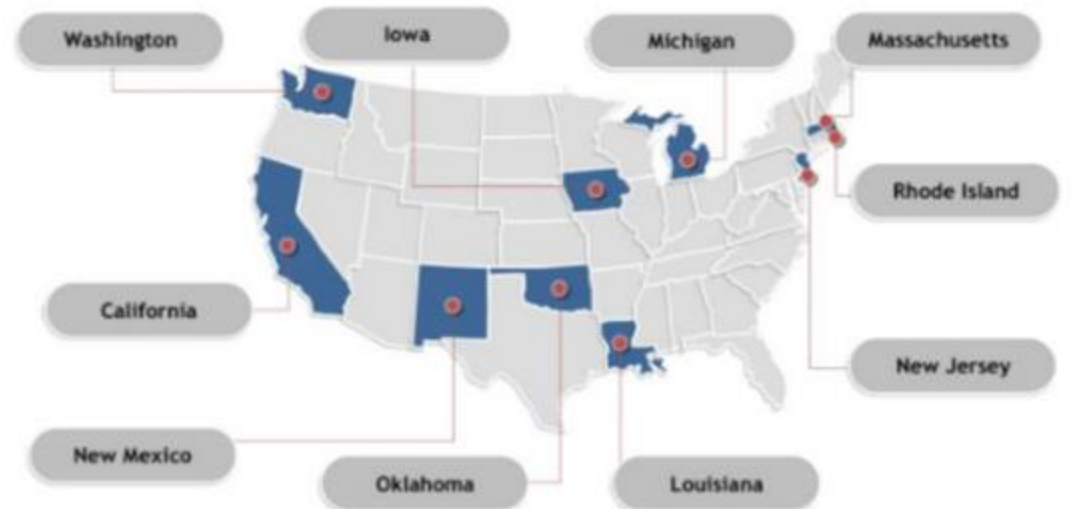 Washington
Iowa
Michigan
Massachusetts
Rhode Island
California
New Jersey
New Mexico
Oklahoma
Louisiana